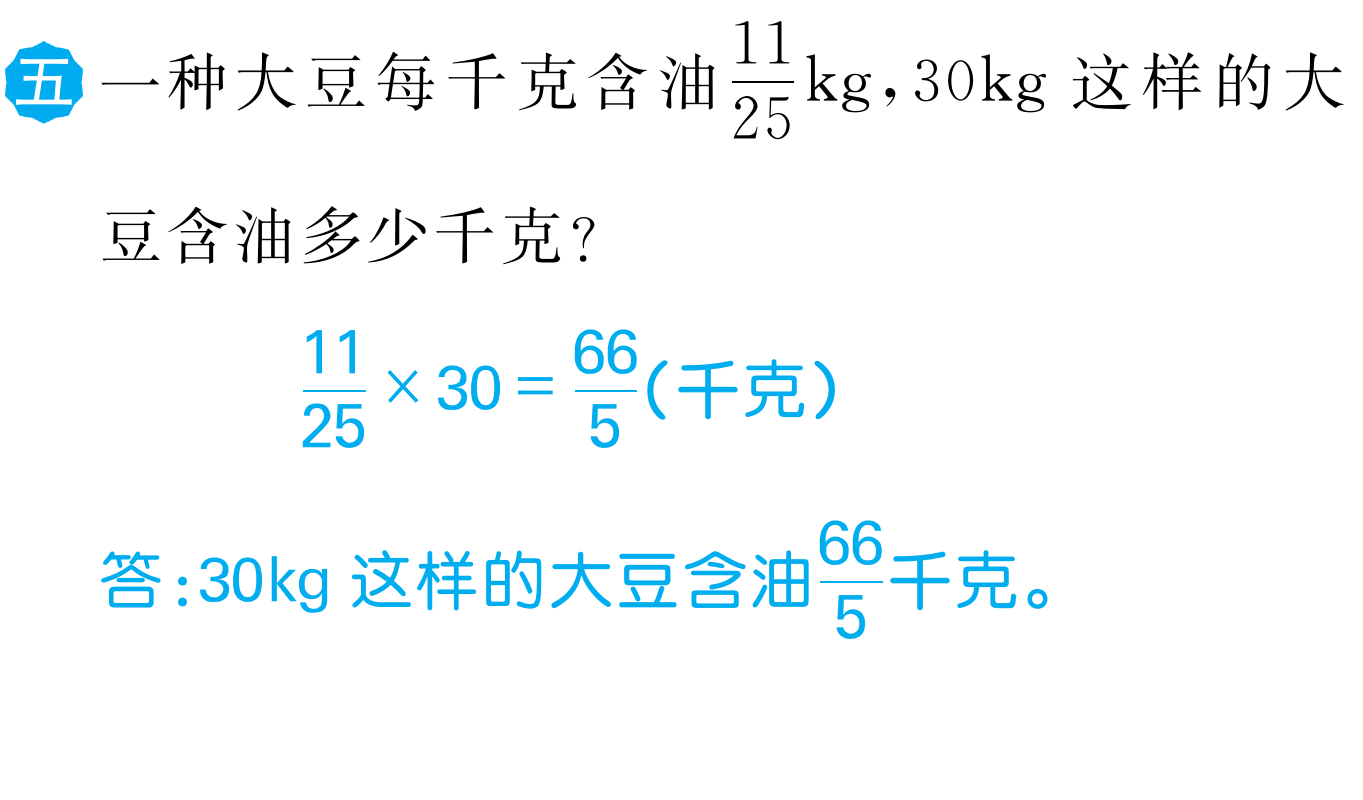 五 一种大豆每千克含油11/25kg,30kg 这样的大
豆含油多少千克?
11/25 × 30 = 66/5(千克)
答:30kg 这样的大豆含油66/5千克。